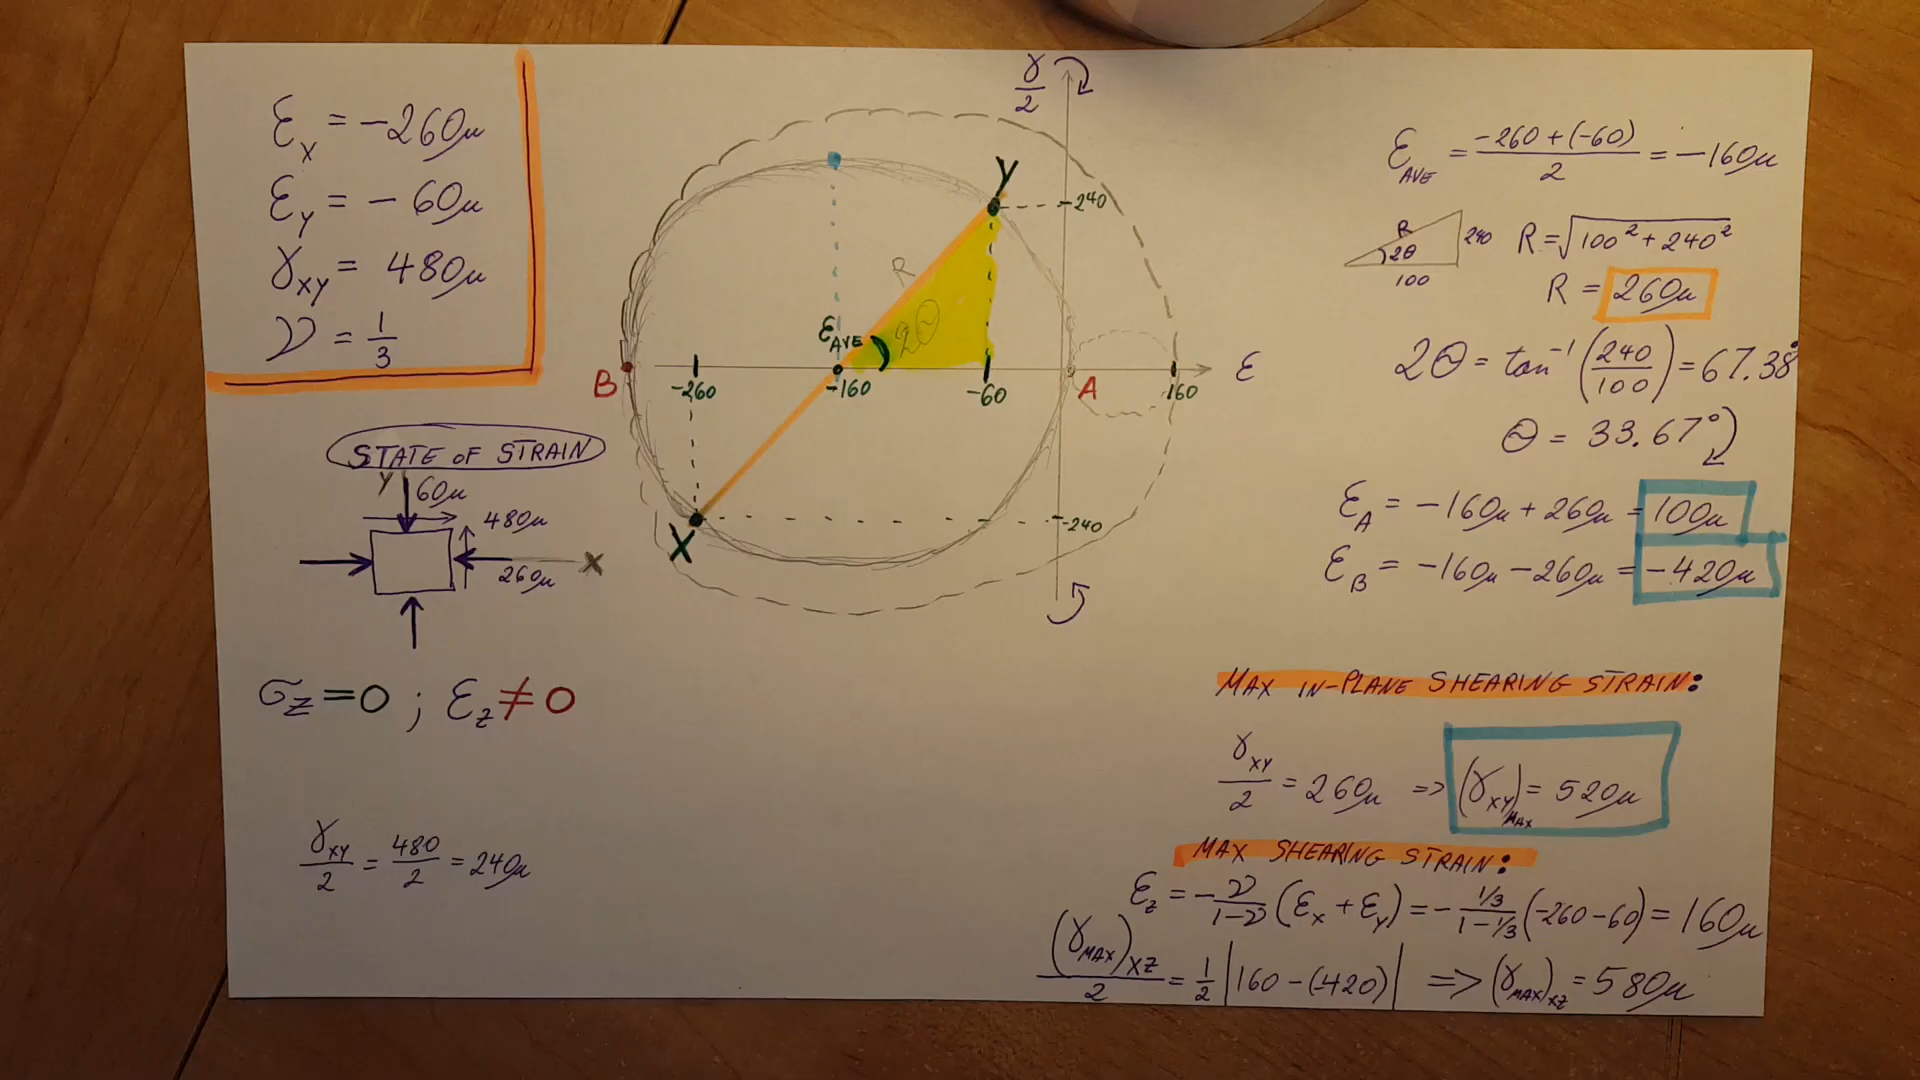 εx = -260μ
εy = -60μ
γxy = 480μ
ν = 1/3
STATE OF STRAIN
Y
60μ
480μ
260μ
X
σz=0 ; εz≠0
γxy/2 = 480/2 = 240μ
γ/2
Y
-240
R
2θ
εAVE
B
-260
-160
-60
A
160
ε
X
-240
εAVE = (-260+(-60))/2 = -160μ
R
2θ
240
100
R=√(100²+240²)
R = 260μ
2θ = tan⁻¹(240/100) = 67.38°
θ = 33.67°
εA = -160μ+260μ = 100μ
εB = -160μ-260μ = -420μ
MAX IN-PLANE SHEARING STRAIN:
γxy/2 = 260μ => (γxy)MAX = 520μ
MAX SHEARING STRAIN:
εz = -ν/(1-ν) (εx + εy) = - (1/3)/(1-1/3) (-260-60) = 160μ
(γMAX)xz/2 = 1/2 |160-(-420)| => (γMAX)xz = 580μ